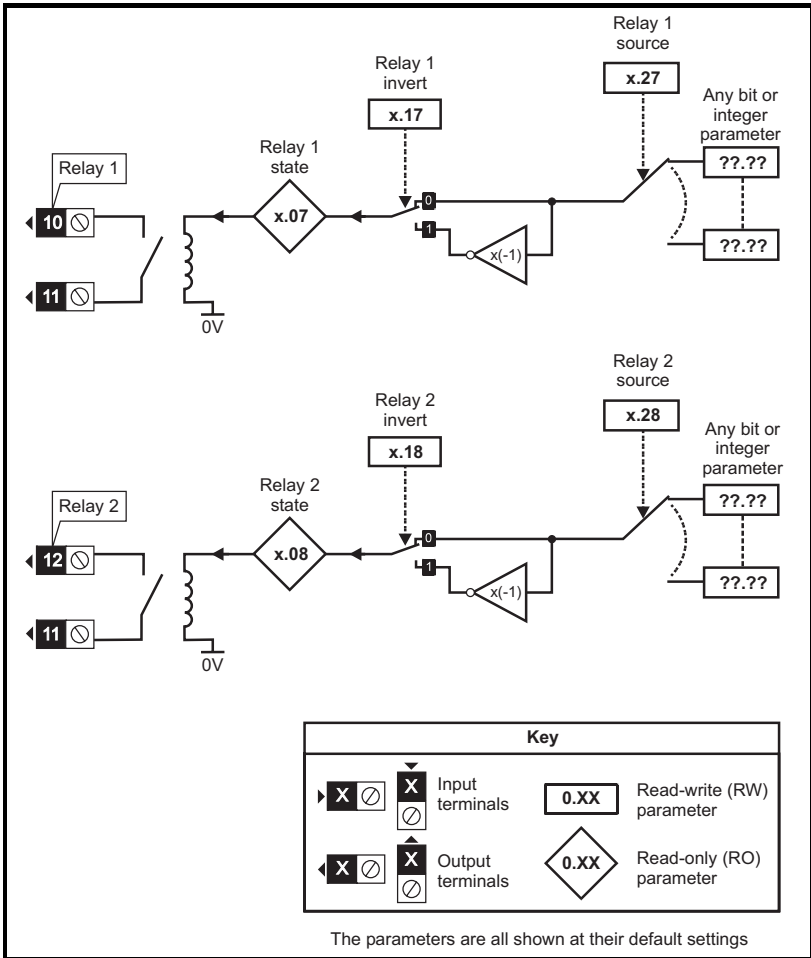 Relay 1
source
x.27
Relay 1
invert
x.17
Any bit or
integer
parameter
??.??
??.??
Relay 1
state
x.07
Relay 1
10
11
0
1
x(-1)
0V
Relay 2
source
x.28
Relay 2
invert
x.18
Any bit or
integer
parameter
??.??
??.??
Relay 2
state
x.08
Relay 2
12
11
0
1
x(-1)
0V
Key
X
X
Input
terminals
0.XX
Read-write (RW)
parameter
X
X
Output
terminals
0.XX
Read-only (RO)
parameter
The parameters are all shown at their default settings